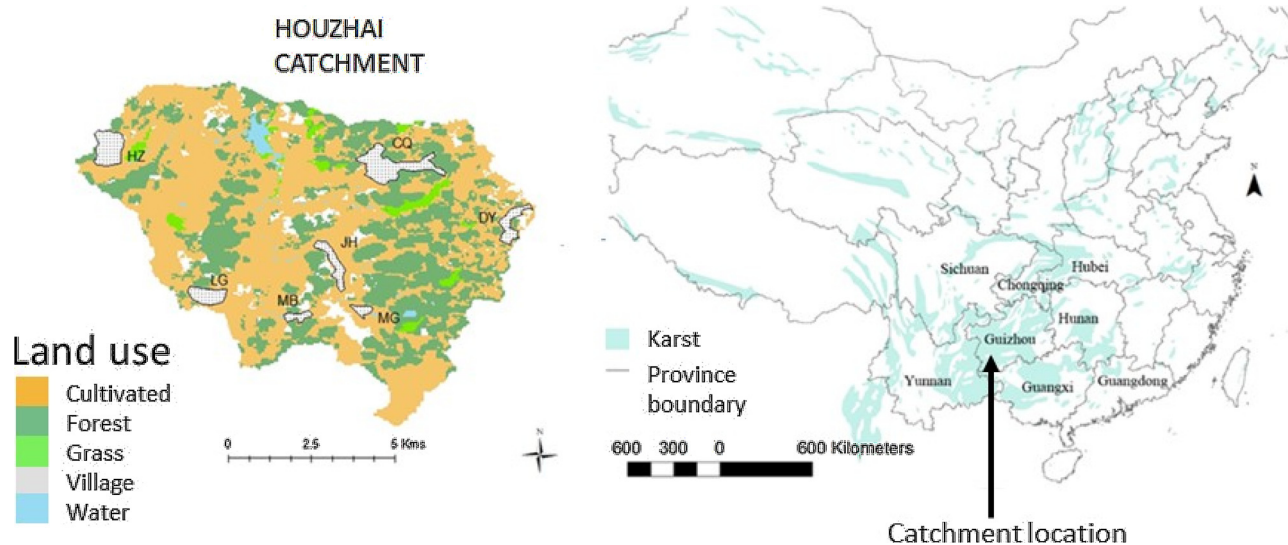 HOUZHAI
CATCHMENT
HZ
CQ
DY
JH
LG
MB
MG
Land use
Cultivated
Forest
Grass
Village
Water
0 2.5 5 Kms
N
N
Sichuan
Hubei
Chongqing
Hunan
Guizhou
Yunnan
Guangxi
Guangdong
Karst
Province
boundary
600 300 0 600 Kilometers
Catchment location